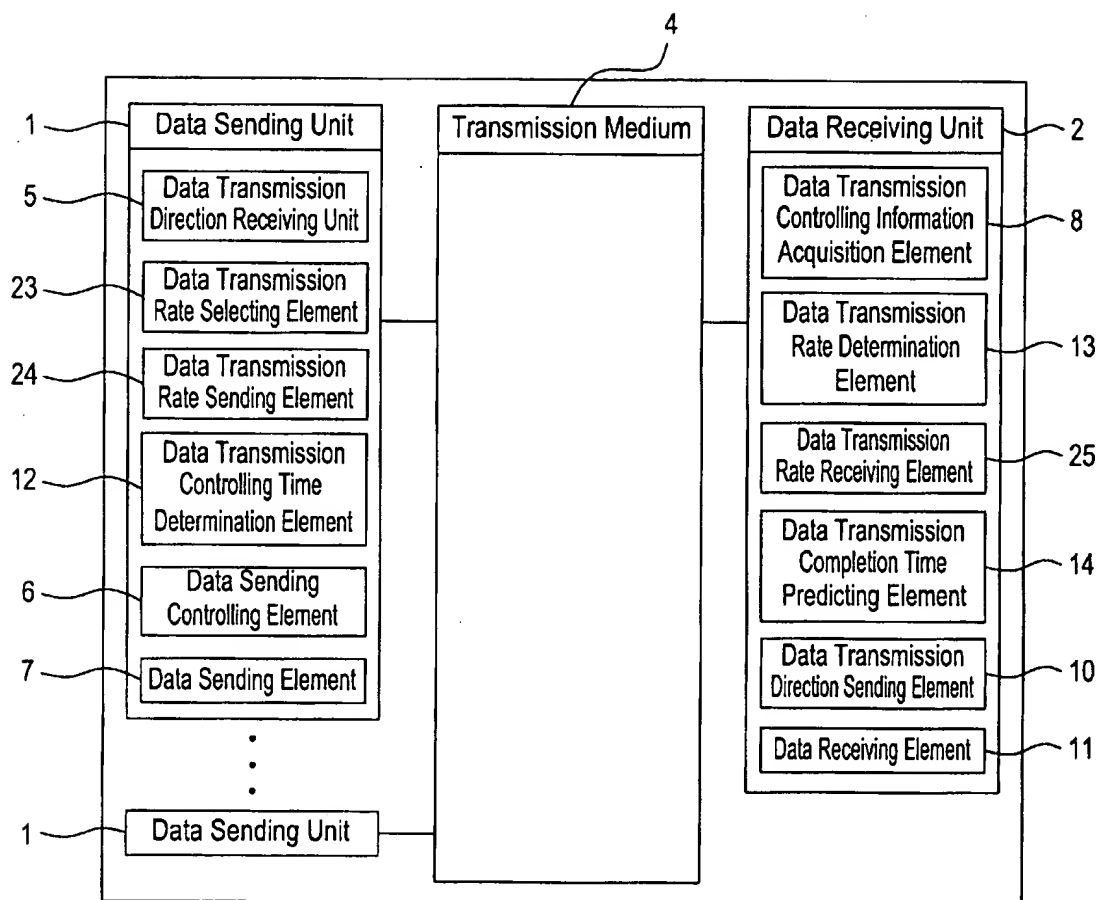 4
1
Data Sending Unit
5
Data Transmission
Direction Receiving Unit
23
Data Transmission
Rate Selecting Element
24
Data Transmission
Rate Sending Element
12
Data Transmission
Controlling Time
Determination Element
6
Data Sending
Controlling Element
7
Data Sending Element
1
Data Sending Unit
Transmission Medium
Data Receiving Unit
2
Data Transmission
Controlling Information
Acquisition Element
8
Data Transmission
Rate Determination
Element
13
Data Transmission
Rate Receiving Element
25
Data Transmission
Completion Time
Predicting Element
14
Data Transmission
Direction Sending Element
10
Data Receiving Element
11